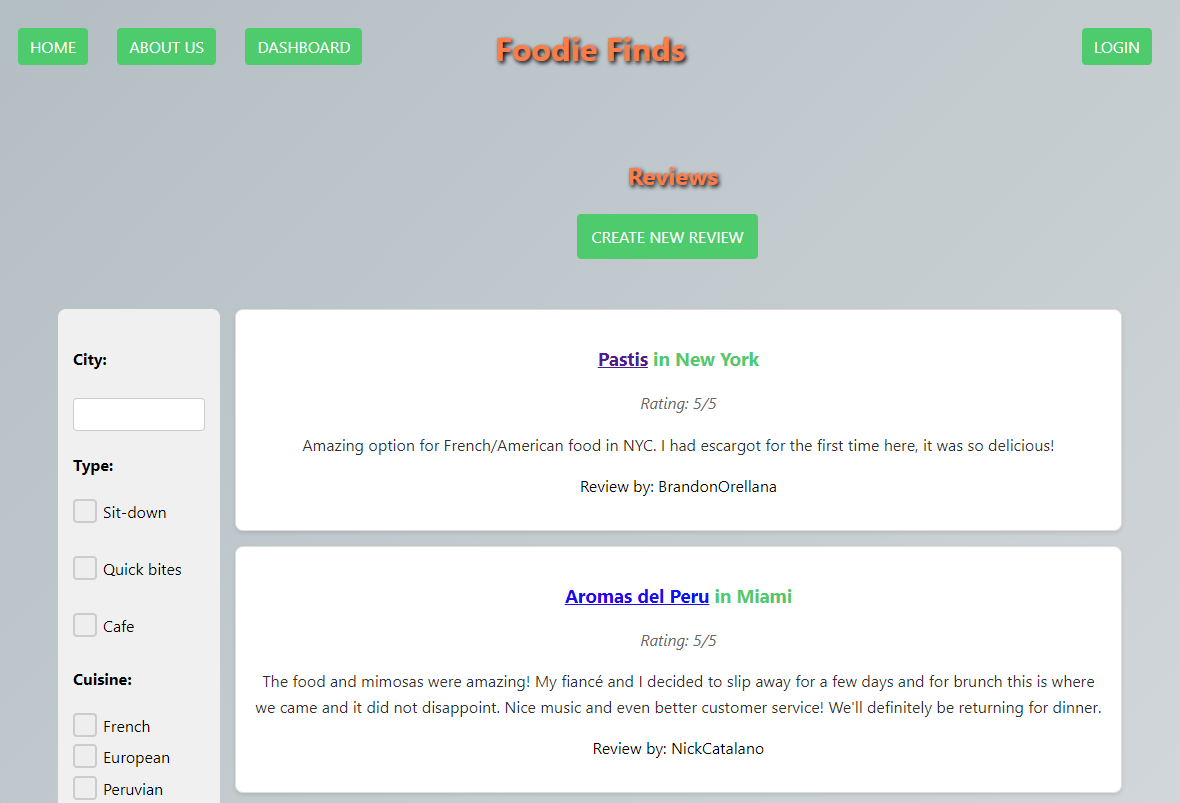 HOME
ABOUT US
DASHBOARD
Foodie Finds
LOGIN
Reviews
CREATE NEW REVIEW
City:
Type:
Sit-down
Quick bites
Cafe
Cuisine:
French
European
Peruvian
Pastis in New York
Rating: 5/5
Amazing option for French/American food in NYC. I had escargot for the first time here, it was so delicious!
Review by: BrandonOrellana
Aromas del Peru in Miami
Rating: 5/5
The food and mimosas were amazing! My fiancé and I decided to slip away for a few days and for brunch this is where
we came and it did not disappoint. Nice music and even better customer service! We'll definitely be returning for dinner.
Review by: NickCatalano